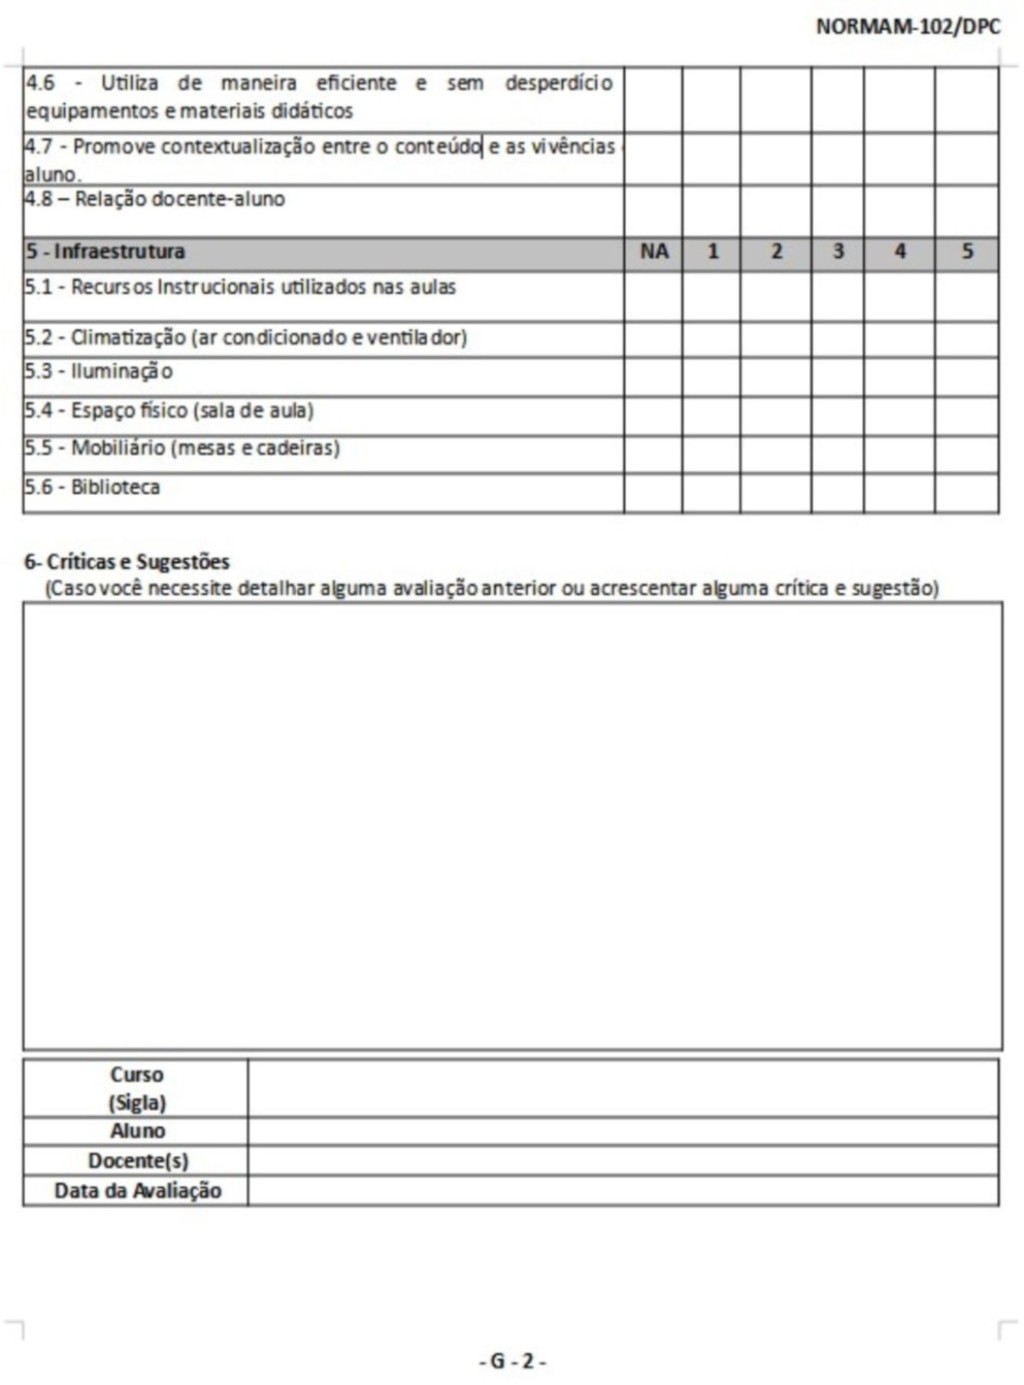 NORMAM-102/DPC
4.6 - Utiliza de maneira eficiente e sem desperdício
equipamentos e materiais didáticos
4.7 - Promove contextualização entre o conteúdo e as vivências
aluno.
4.8 – Relação docente-aluno
5 - Infraestrutura NA 1 2 3 4 5
5.1 - Recursos Instrucionais utilizados nas aulas
5.2 - Climatização (ar condicionado e ventilador)
5.3 - Iluminação
5.4 - Espaço físico (sala de aula)
5.5 - Mobiliário (mesas e cadeiras)
5.6 - Biblioteca
6- Críticas e Sugestões
(Caso você necessite detalhar alguma avaliação anterior ou acrescentar alguma crítica e sugestão)
Curso
(Sigla)
Aluno
Docente(s)
Data da Avaliação
- G - 2 -